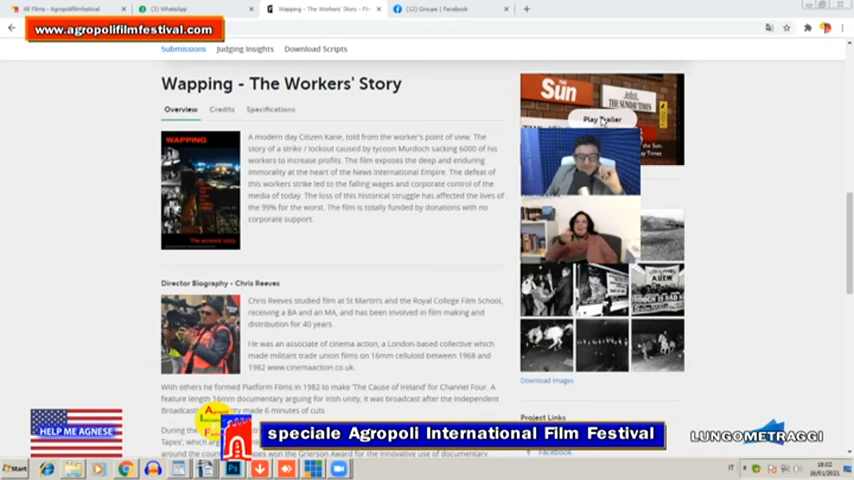 All Films - Agropolifilmfestival
(3) WhatsApp
Wapping - The Workers' Story - Fil
(12) Groups | Facebook
www.agropolifilmfestival.com
Submissions Judging Insights Download Scripts
Wapping - The Workers' Story
Overview Credits Specifications
WAPPING
The workers' story
A modern day Citizen Kane, told from the worker's point of view. The
story of a strike / lockout caused by tycoon Murdoch sacking 6000 of his
workers to increase profits. The film exposes the deep and enduring
immorality at the heart of the News International Empire. The defeat of
this workers strike led to the falling wages and corporate control of the
media of today. The loss of this historical struggle has affected the lives of
the 99% for the worst. The film is totally funded by donations with no
corporate support.
The Sun
THE SUNDAY TIMES
Play Trailer
the Sun,
Times
Director Biography - Chris Reeves
Chris Reeves studied film at St Martin's and the Royal College Film School,
receiving a BA and an MA, and has been involved in film making and
distribution for 40 years.
He was an associate of cinema action, a London-based collective which
made militant trade union films on 16mm celluloid between 1968 and
1982 www.cinemaaction.co.uk.
With others he formed Platform Films in 1982 to make 'The Cause of Ireland' for Channel Four. A
feature length 16mm documentary arguing for Irish unity, it was broadcast after the Independent
Broadcasti ty made 6 minutes of cuts
During the
Tapes', which
around the cou oes won the Grierson Award for the innovative use of documentary.
A.U.E.W
Download Images
Project Links
Facebook
HELP ME AGNESE
speciale Agropoli International Film Festival
LUNGOMETRAGGI
Start
IT
18:02
16/01/2021